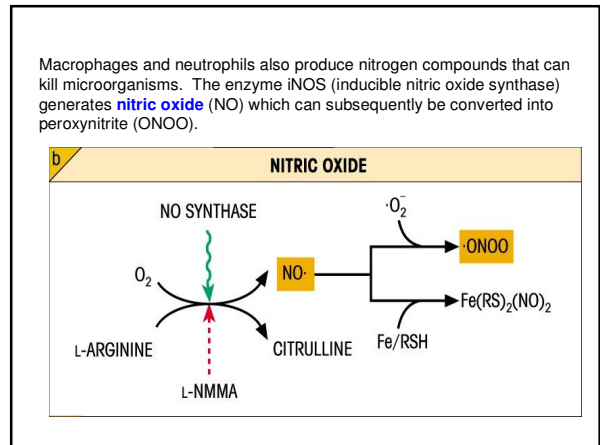 Macrophages and neutrophils also produce nitrogen compounds that can
kill microorganisms.  The enzyme iNOS (inducible nitric oxide synthase)
generates nitric oxide (NO) which can subsequently be converted into
peroxynitrite (ONOO).
b
NITRIC OXIDE
NO SYNTHASE
·O₂⁻
O₂
NO·
·ONOO
Fe(RS)₂(NO)₂
L-ARGININE
CITRULLINE
Fe/RSH
L-NMMA